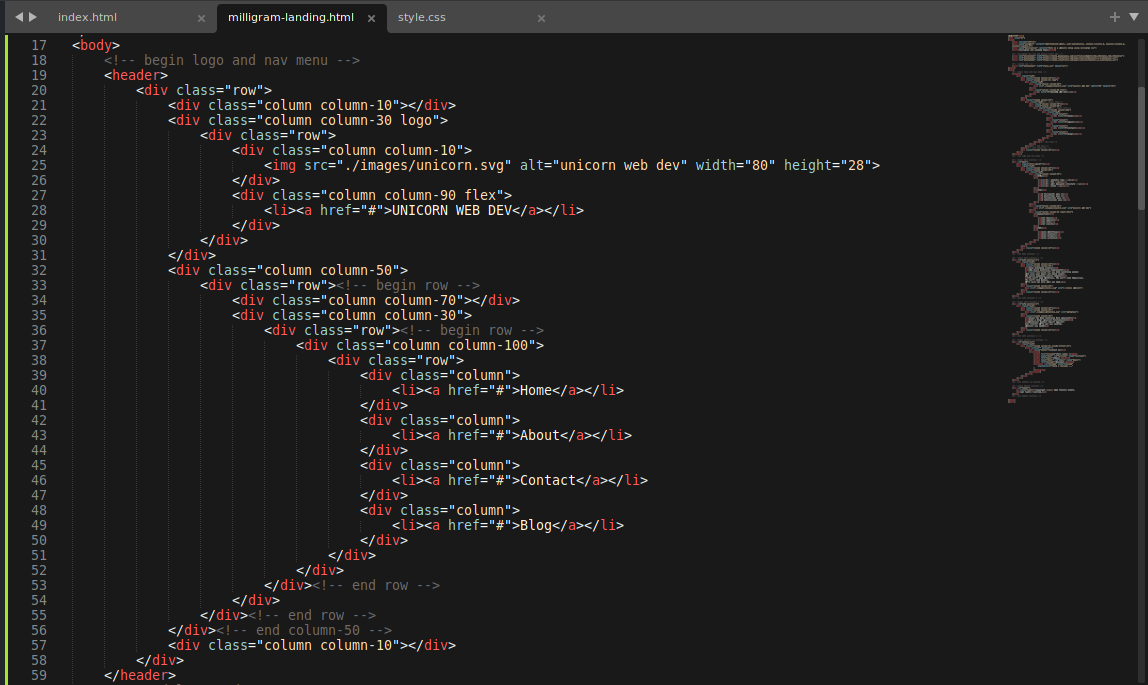 index.html × milligram-landing.html × style.css ×
17 <body>
18 <!-- begin logo and nav menu -->
19 <header>
20 <div class="row">
21 <div class="column column-10"></div>
22 <div class="column column-30 logo">
23 <div class="row">
24 <div class="column column-10">
25 <img src="./images/unicorn.svg" alt="unicorn web dev" width="80" height="28">
26 </div>
27 <div class="column column-90 flex">
28 <li><a href="#">UNICORN WEB DEV</a></li>
29 </div>
30 </div>
31 </div>
32 <div class="column column-50">
33 <div class="row"><!-- begin row -->
34 <div class="column column-70"></div>
35 <div class="column column-30">
36 <div class="row"><!-- begin row -->
37 <div class="column column-100">
38 <div class="row">
39 <div class="column">
40 <li><a href="#">Home</a></li>
41 </div>
42 <div class="column">
43 <li><a href="#">About</a></li>
44 </div>
45 <div class="column">
46 <li><a href="#">Contact</a></li>
47 </div>
48 <div class="column">
49 <li><a href="#">Blog</a></li>
50 </div>
51 </div>
52 </div>
53 </div><!-- end row -->
54 </div>
55 </div><!-- end row -->
56 </div><!-- end column-50 -->
57 <div class="column column-10"></div>
58 </div>
59 </header>